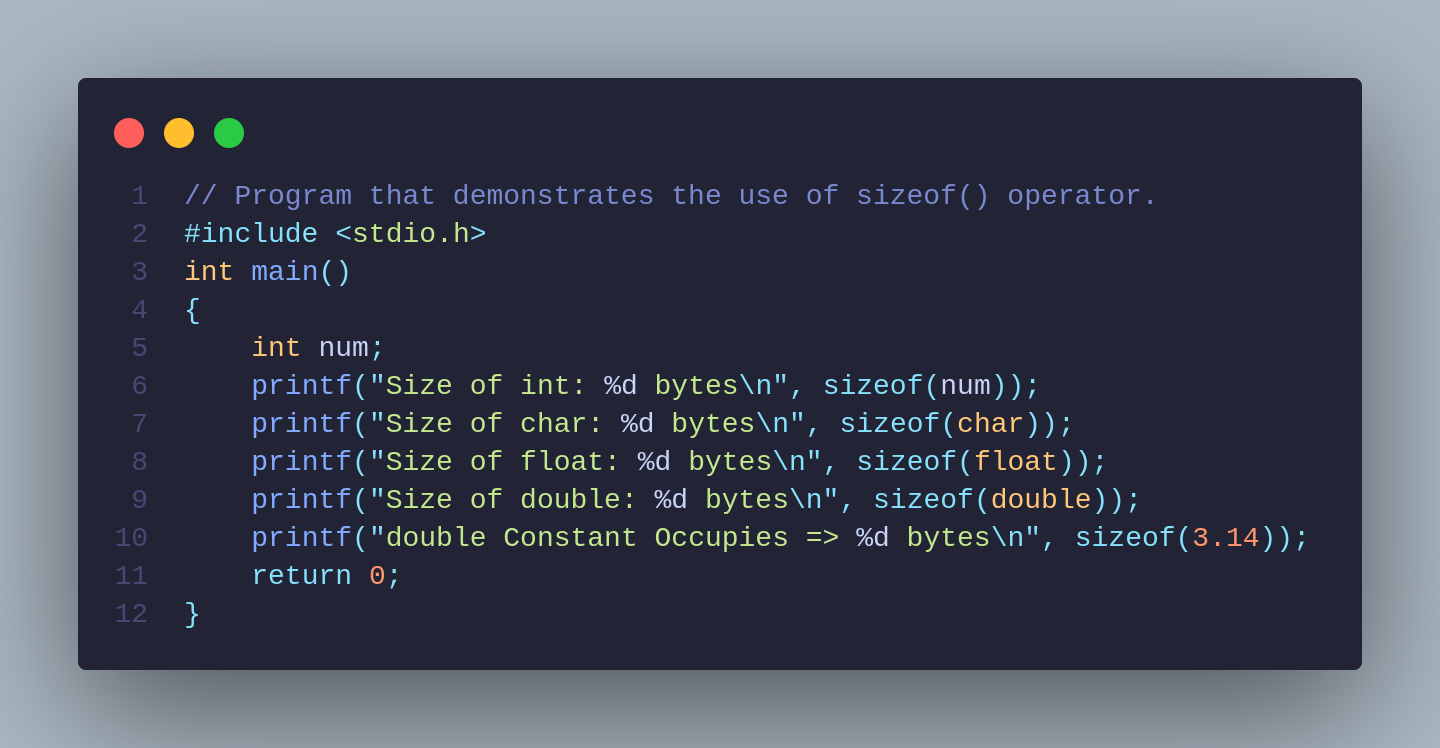 1 // Program that demonstrates the use of sizeof() operator.
2 #include <stdio.h>
3 int main()
4 {
5     int num;
6     printf("Size of int: %d bytes\n", sizeof(num));
7     printf("Size of char: %d bytes\n", sizeof(char));
8     printf("Size of float: %d bytes\n", sizeof(float));
9     printf("Size of double: %d bytes\n", sizeof(double));
10     printf("double Constant Occupies => %d bytes\n", sizeof(3.14));
11     return 0;
12 }